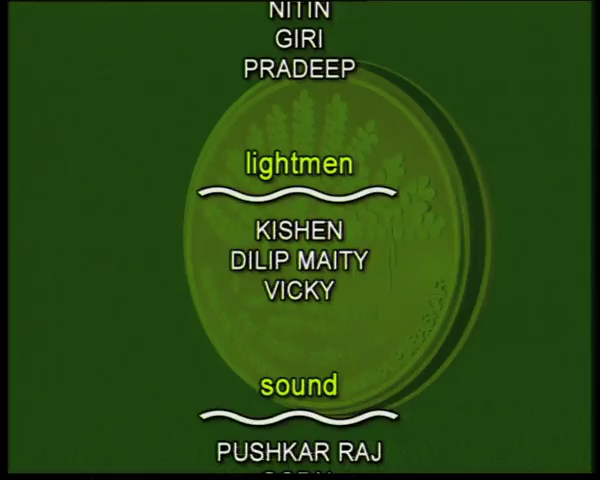 NITIN
GIRI
PRADEEP
lightmen
KISHEN
DILIP MAITY
VICKY
sound
PUSHKAR RAJ